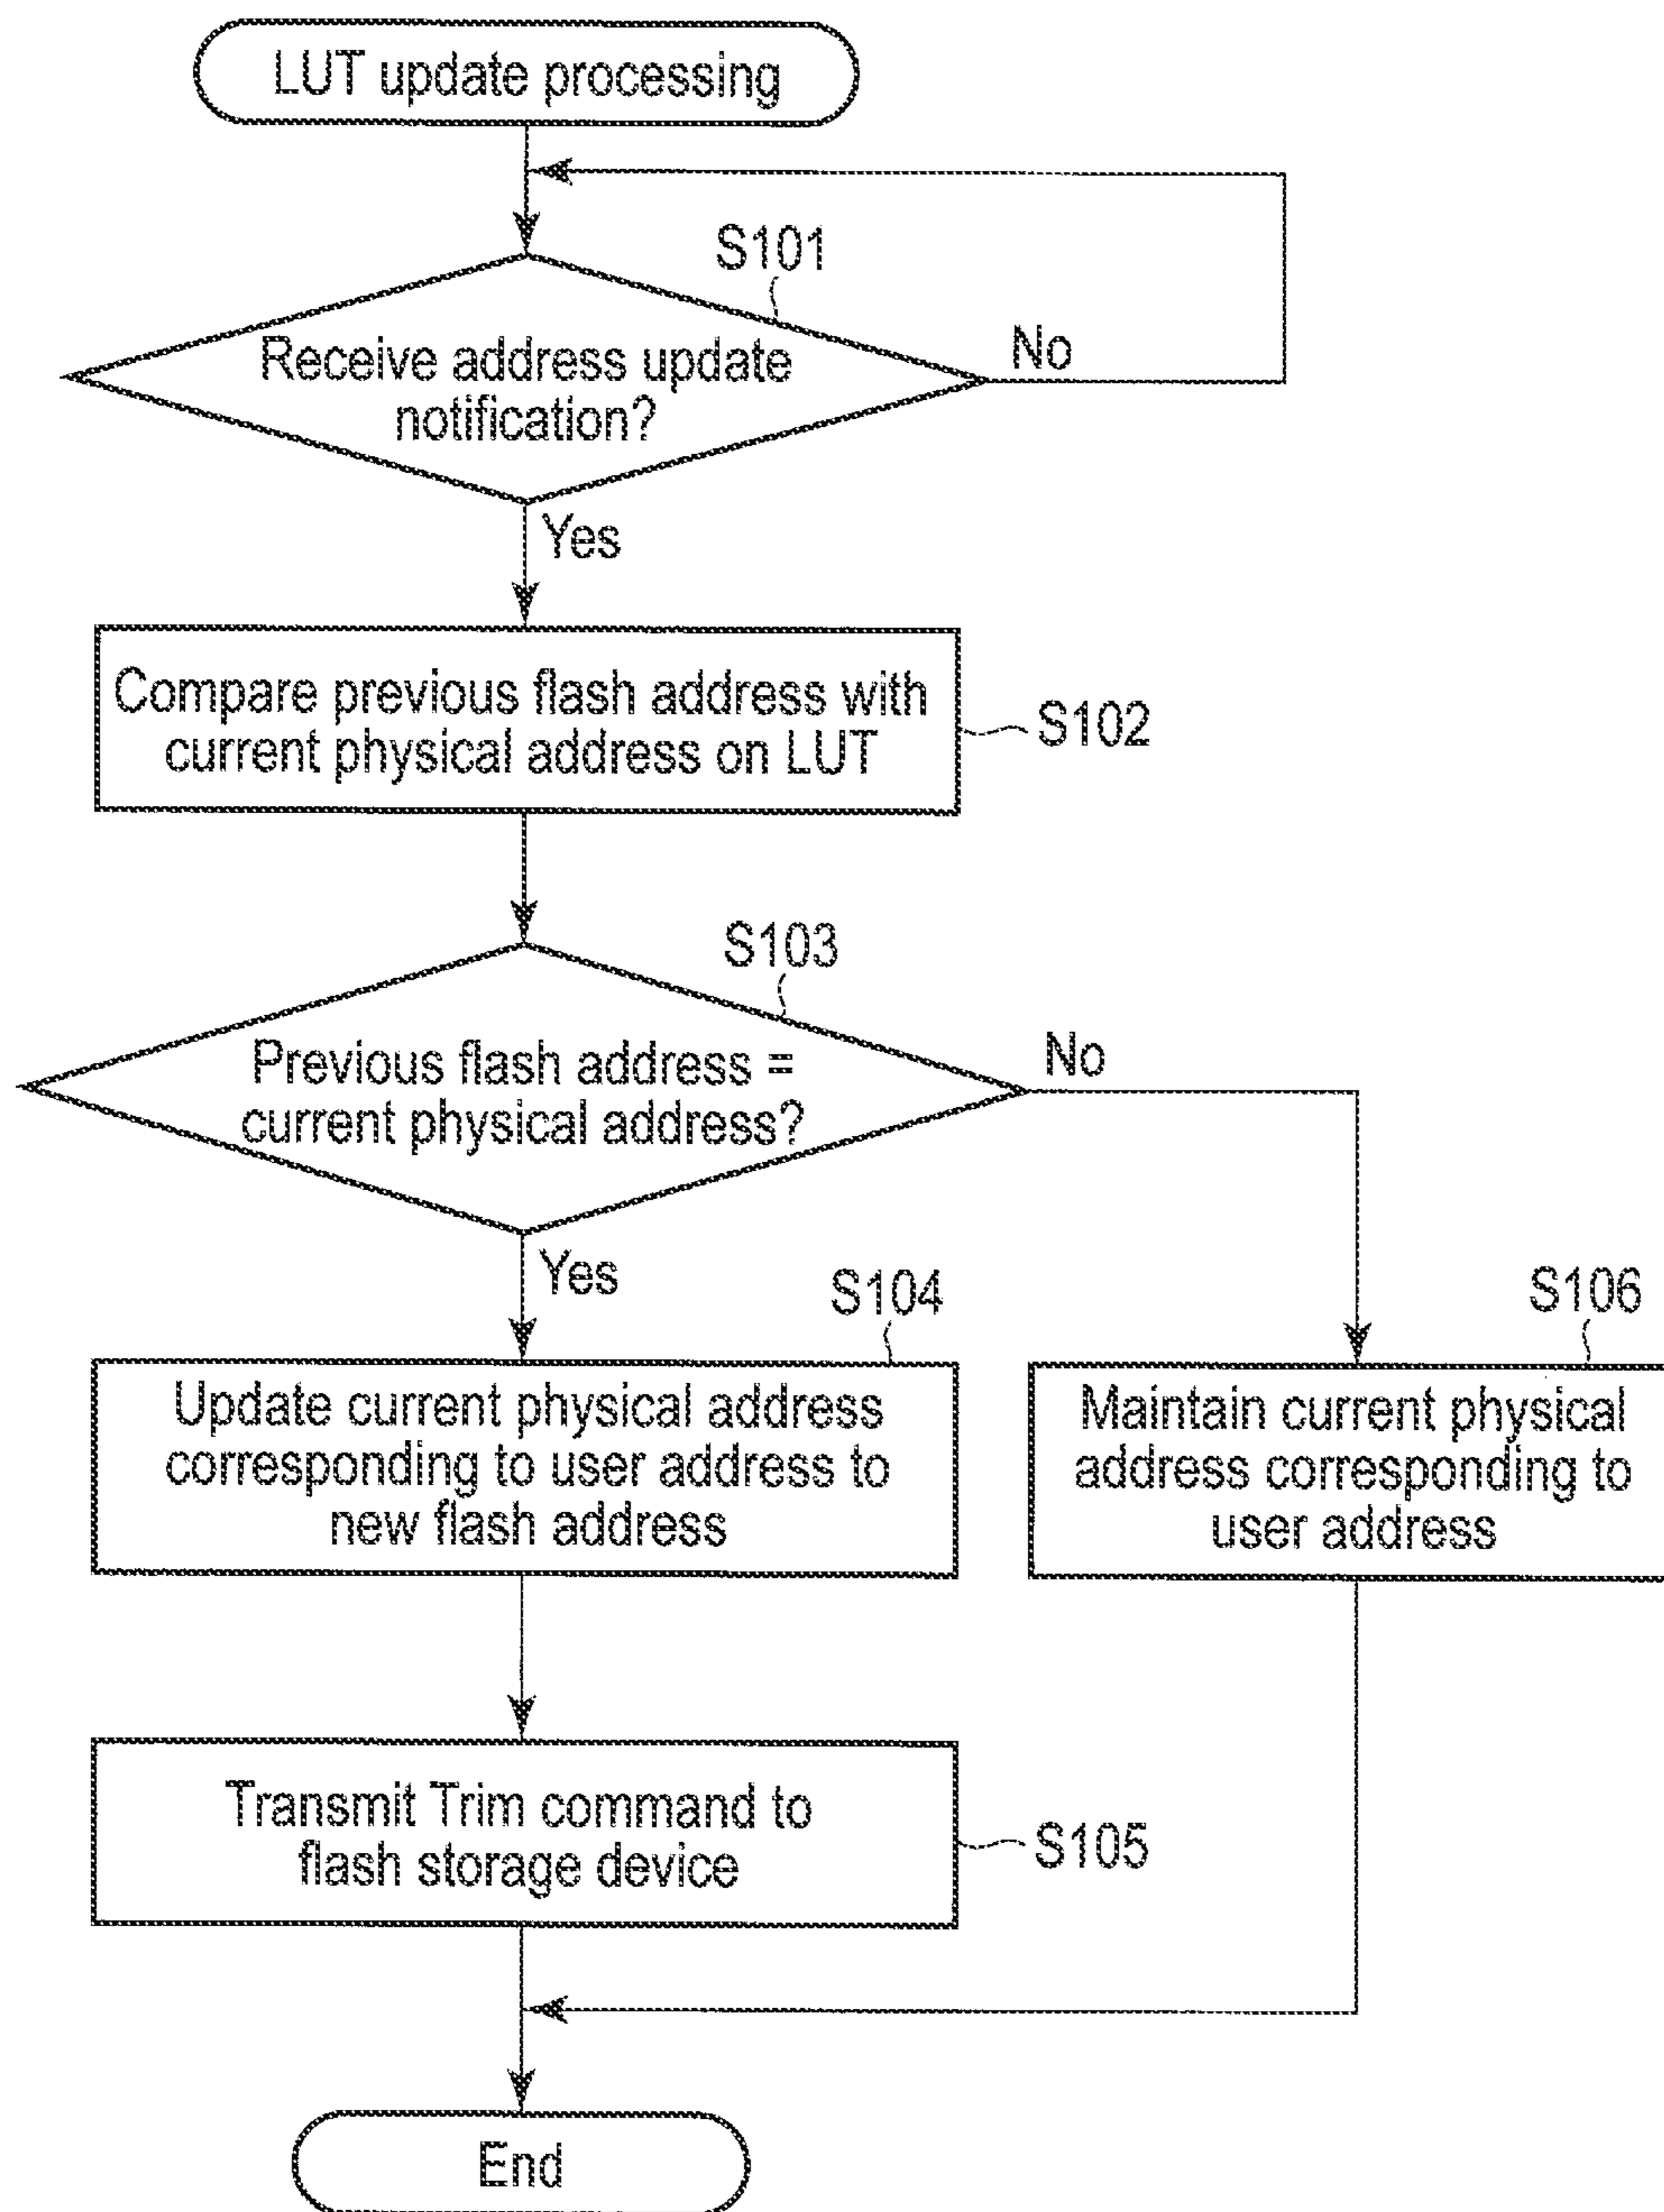 LUT update processing
S101
Receive address update
notification?
No
Yes
Compare previous flash address with
current physical address on LUT
S102
S103
Previous flash address =
current physical address?
No
Yes
S104
Update current physical address
corresponding to user address to
new flash address
S106
Maintain current physical
address corresponding to
user address
Transmit Trim command to
flash storage device
S105
End